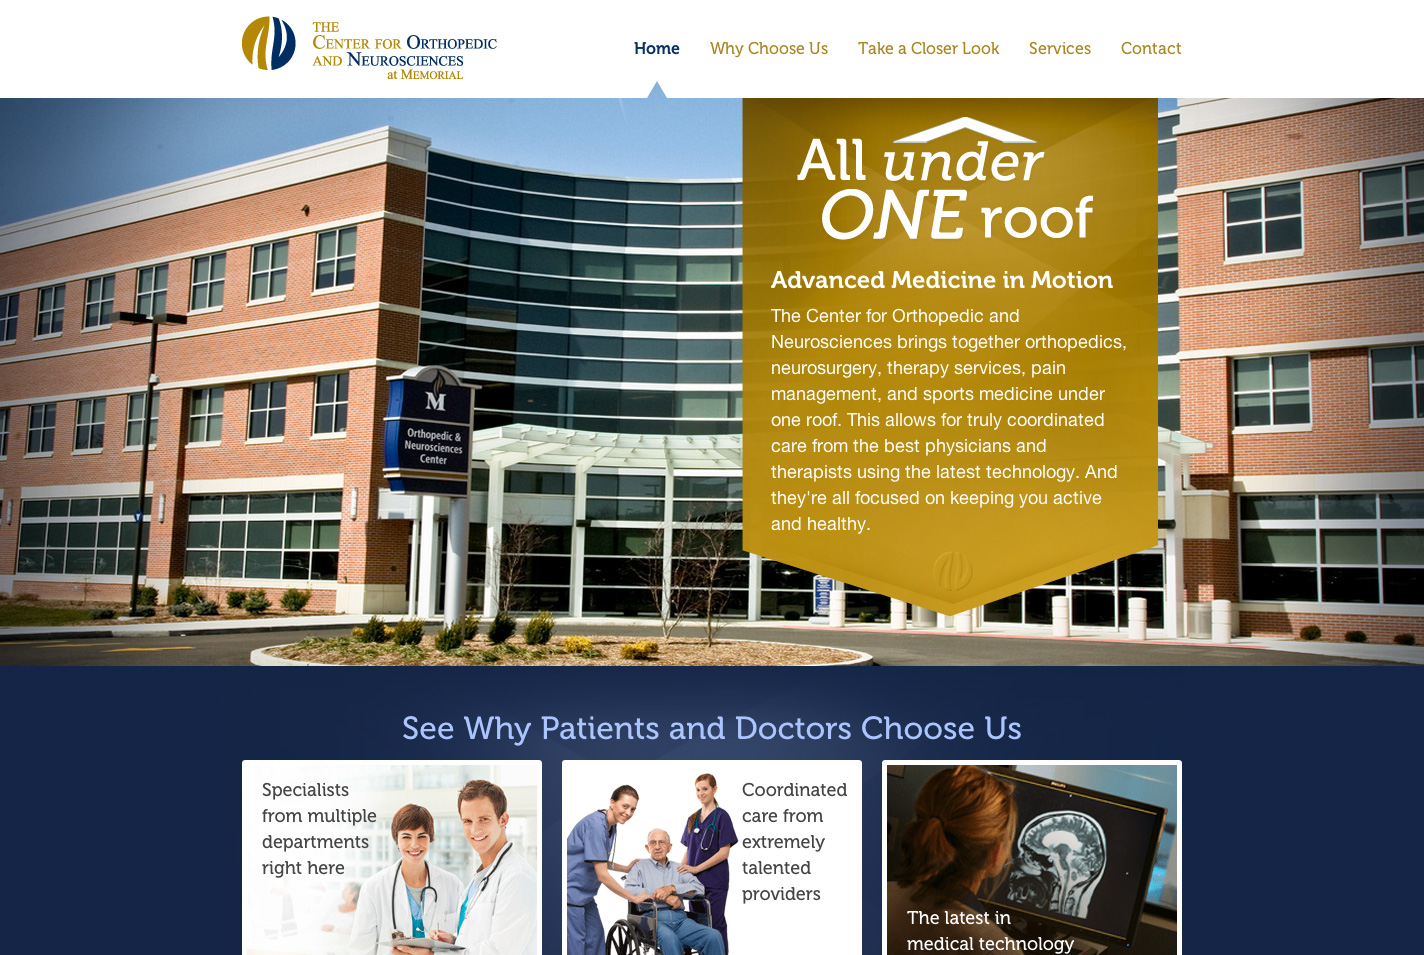 THE
CENTER FOR ORTHOPEDIC
AND NEUROSCIENCES
at MEMORIAL
Home
Why Choose Us
Take a Closer Look
Services
Contact
All under
ONE roof
Advanced Medicine in Motion
The Center for Orthopedic and
Neurosciences brings together orthopedics,
neurosurgery, therapy services, pain
management, and sports medicine under
one roof. This allows for truly coordinated
care from the best physicians and
therapists using the latest technology. And
they're all focused on keeping you active
and healthy.
M
Orthopedic &
Neurosciences
Center
See Why Patients and Doctors Choose Us
Specialists
from multiple
departments
right here
Coordinated
care from
extremely
talented
providers
PHILIPS
The latest in
medical technology